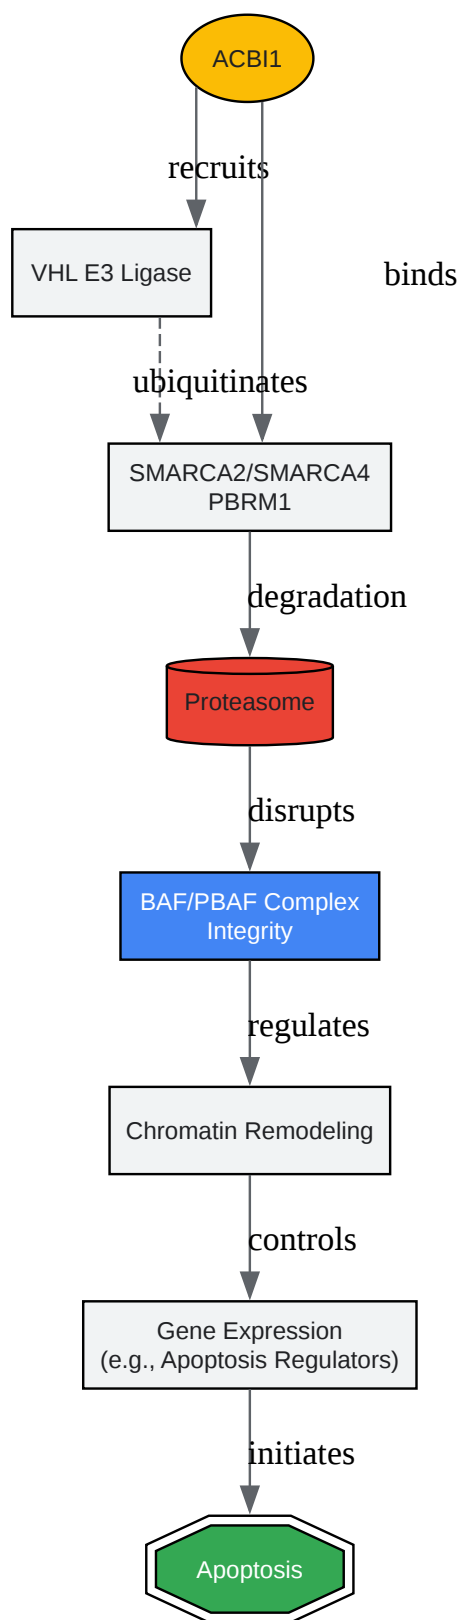 ACBI1
recruits
VHL E3 Ligase
binds
ubiquitinates
SMARCA2/SMARCA4
PBRM1
degradation
Proteasome
disrupts
BAF/PBAF Complex
Integrity
regulates
Chromatin Remodeling
controls
Gene Expression
(e.g., Apoptosis Regulators)
initiates
Apoptosis